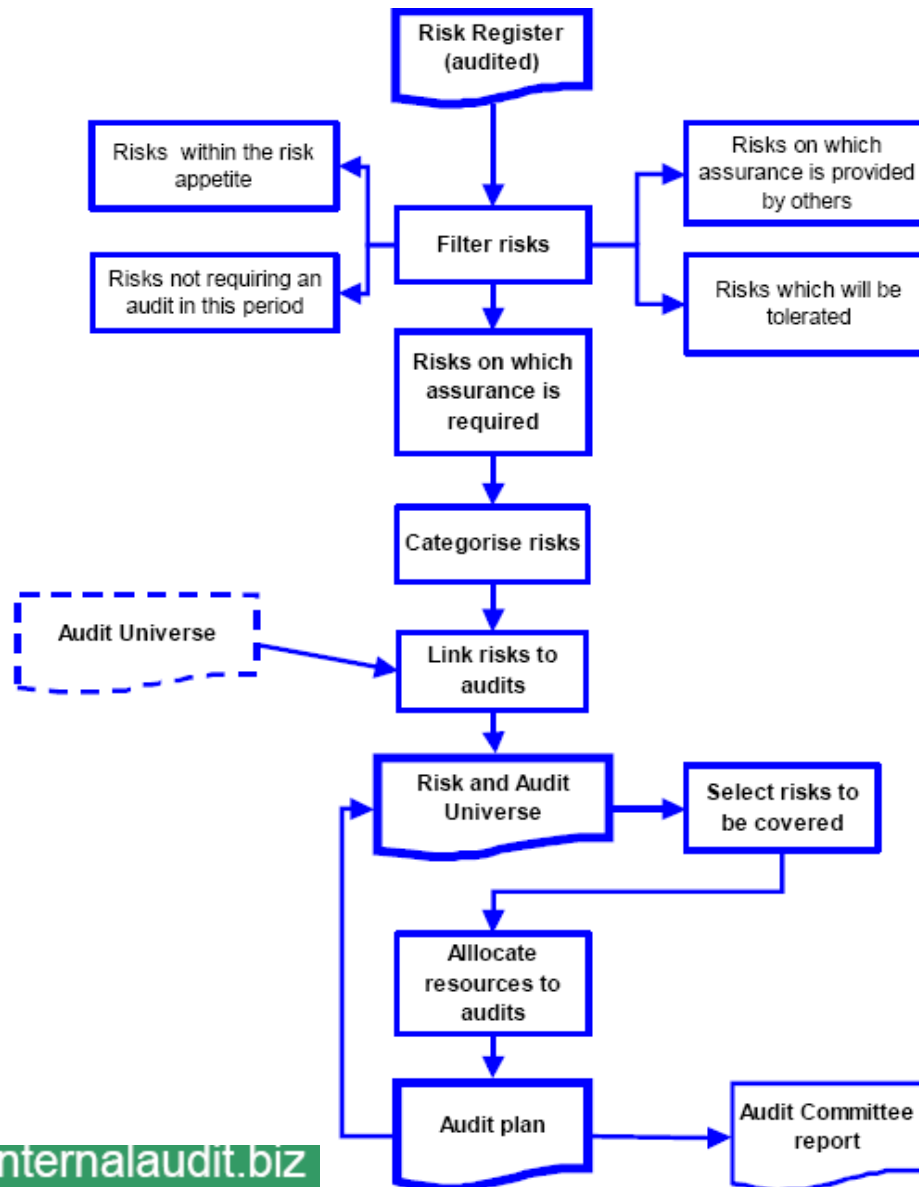 Risk Register
(audited)
Risks within the risk
appetite
Risks on which
assurance is provided
by others
Filter risks
Risks not requiring an
audit in this period
Risks which will be
tolerated
Risks on which
assurance is
required
Categorise risks
Audit Universe
Link risks to
audits
Risk and Audit
Universe
Select risks to
be covered
Alllocate
resources to
audits
Audit plan
Audit Committee
report
nternalaudit.biz